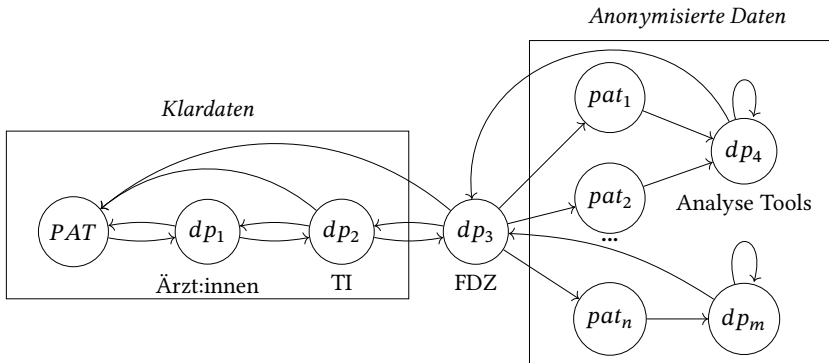 Anonymisierte Daten
Klardaten
PAT
dp₁
Ärzt:innen
dp₂
TI
dp₃
FDZ
pat₁
pat₂
...
patₙ
dp₄
Analyse Tools
dpₘ